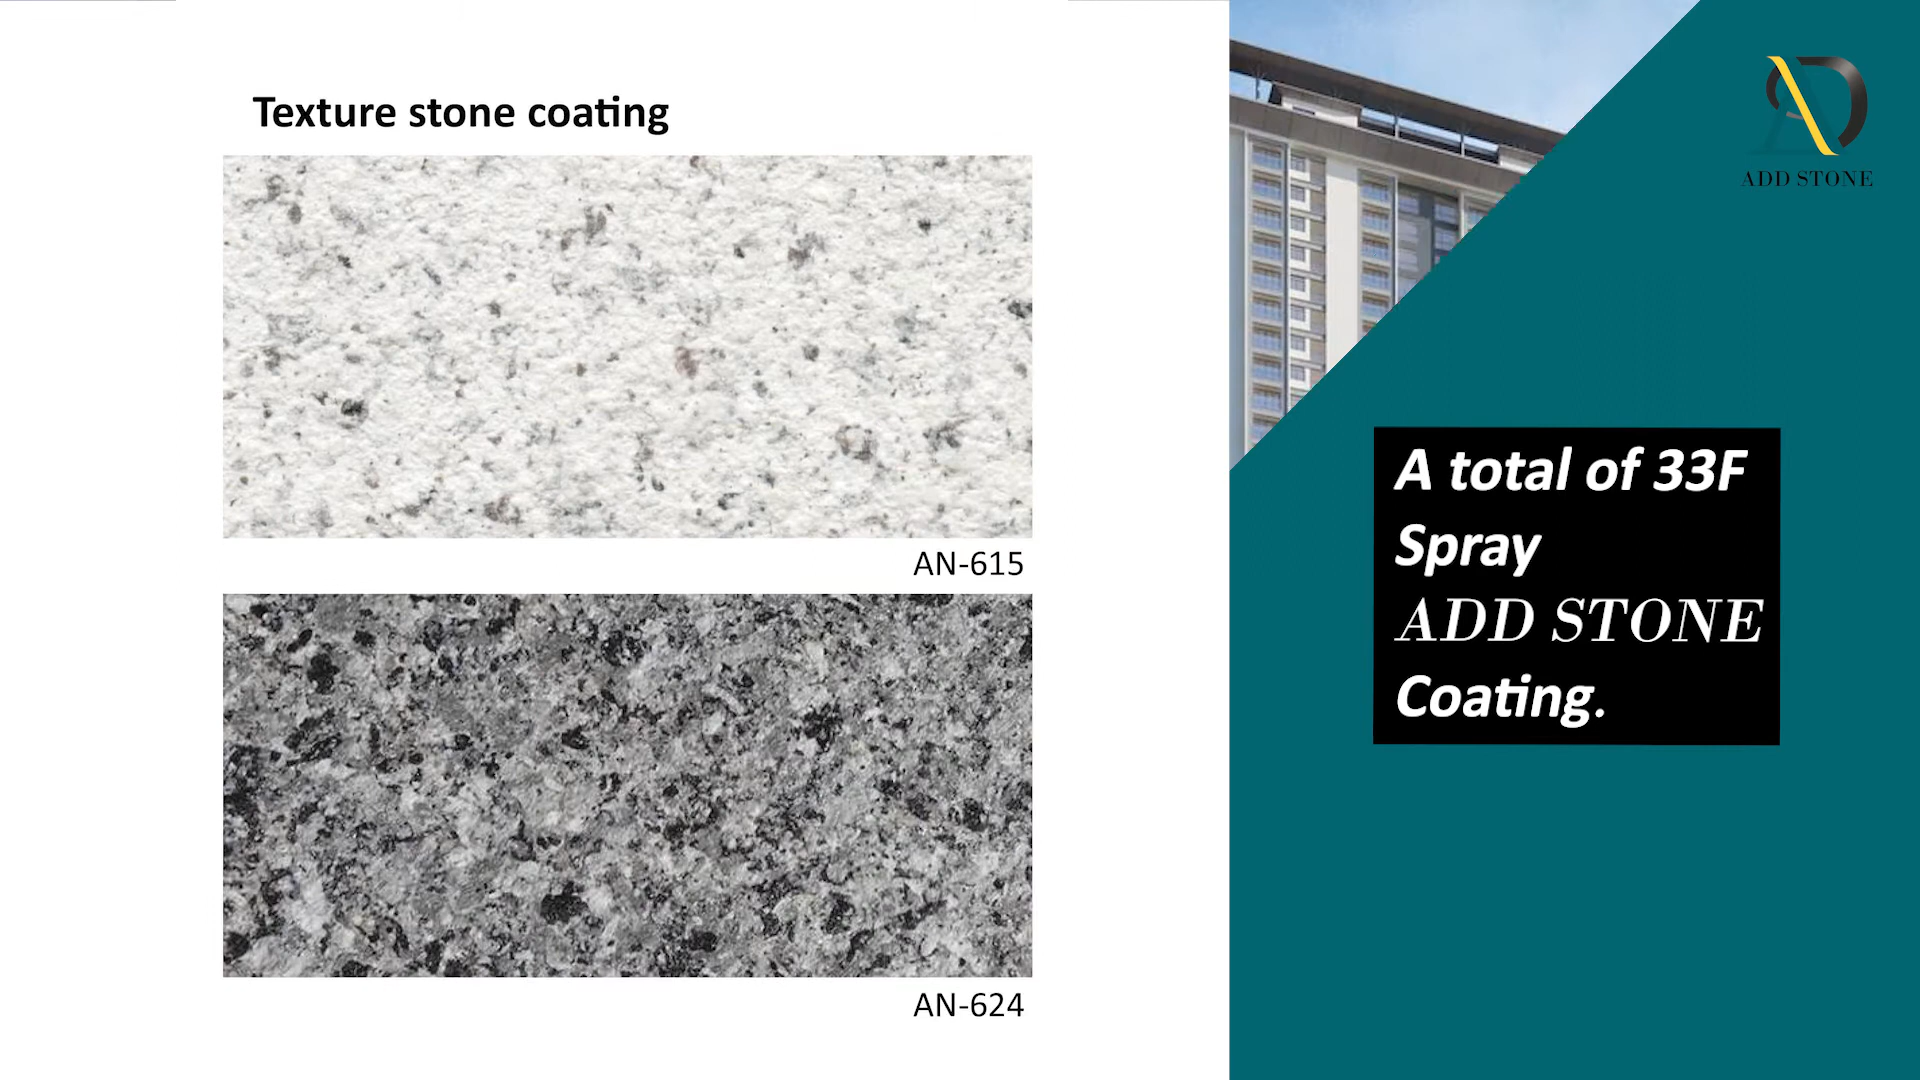 Texture stone coating
AN-615
AN-624
ADD STONE
A total of 33F
Spray
ADD STONE
Coating.